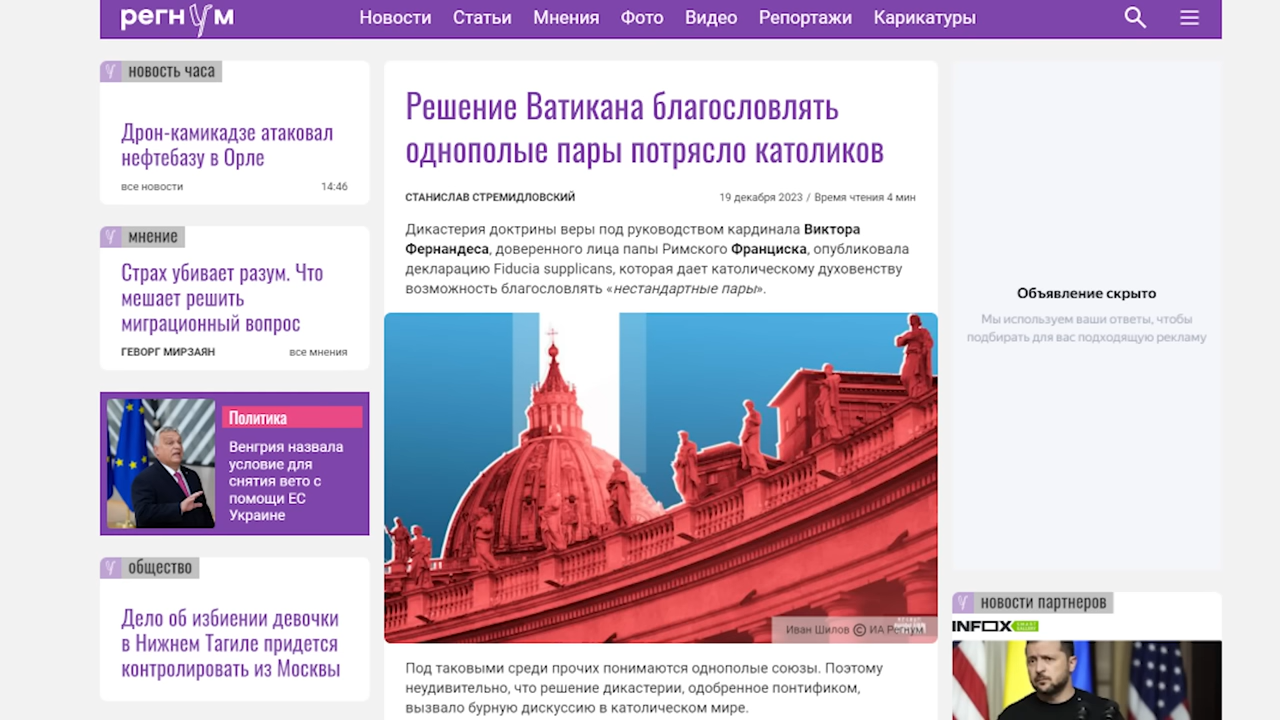 регнум
Новости Статьи Мнения Фото Видео Репортажи Карикатуры
новость часа
Дрон-камикадзе атаковал
нефтебазу в Орле
все новости 14:46
мнение
Страх убивает разум. Что
мешает решить
миграционный вопрос
ГЕВОРГ МИРЗАЯН все мнения
Политика
Венгрия назвала
условие для
снятия вето с
помощи ЕС
Украине
общество
Дело об избиении девочки
в Нижнем Тагиле придется
контролировать из Москвы
Решение Ватикана благословлять
однополые пары потрясло католиков
СТАНИСЛАВ СТРЕМИДЛОВСКИЙ 19 декабря 2023 / Время чтения 4 мин
Дикастерия доктрины веры под руководством кардинала Виктора
Фернандеса, доверенного лица папы Римского Франциска, опубликовала
декларацию Fiducia supplicans, которая дает католическому духовенству
возможность благословлять «нестандартные пары».
Иван Шилов © ИА Регнум
Под таковыми среди прочих понимаются однополые союзы. Поэтому
неудивительно, что решение дикастерии, одобренное понтификом,
вызвало бурную дискуссию в католическом мире.
Объявление скрыто
Мы используем ваши ответы, чтобы
подбирать для вас подходящую рекламу
новости партнеров
INFOX